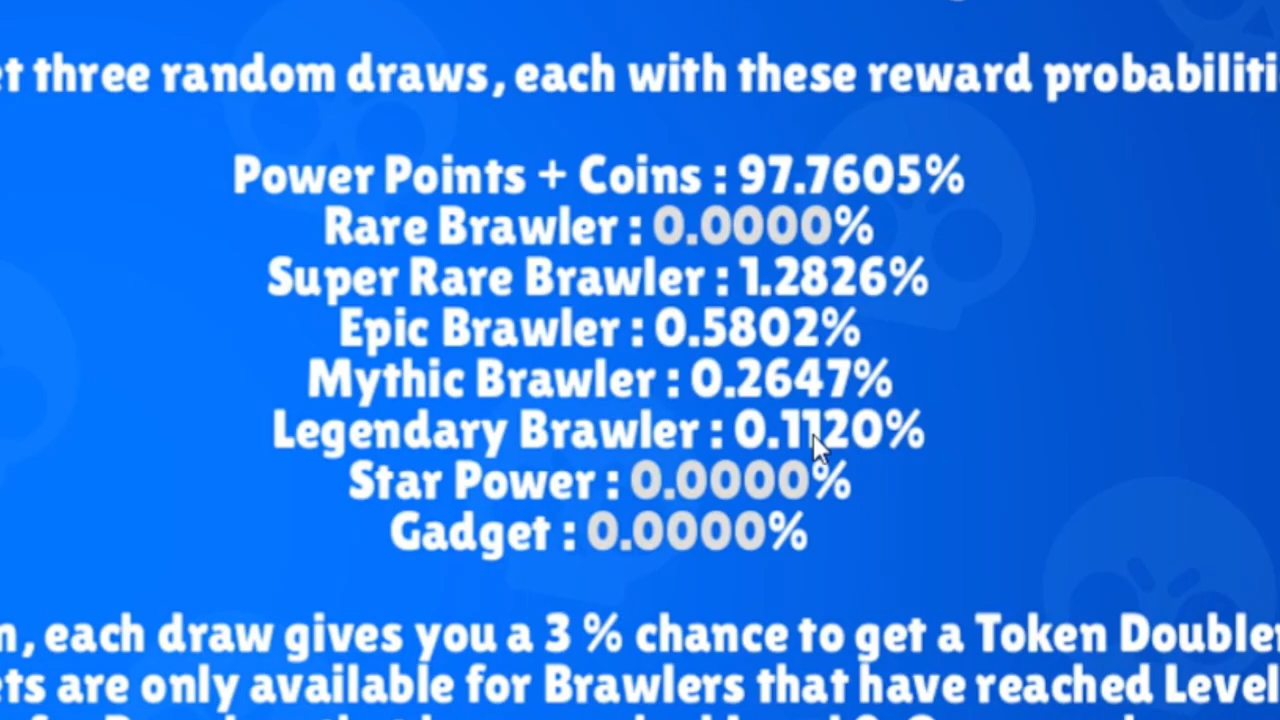 et three random draws, each with these reward probabiliti
Power Points + Coins : 97.7605%
Rare Brawler : 0.0000%
Super Rare Brawler : 1.2826%
Epic Brawler : 0.5802%
Mythic Brawler : 0.2647%
Legendary Brawler : 0.1120%
Star Power : 0.0000%
Gadget : 0.0000%
n, each draw gives you a 3 % chance to get a Token Double
ets are only available for Brawlers that have reached Level